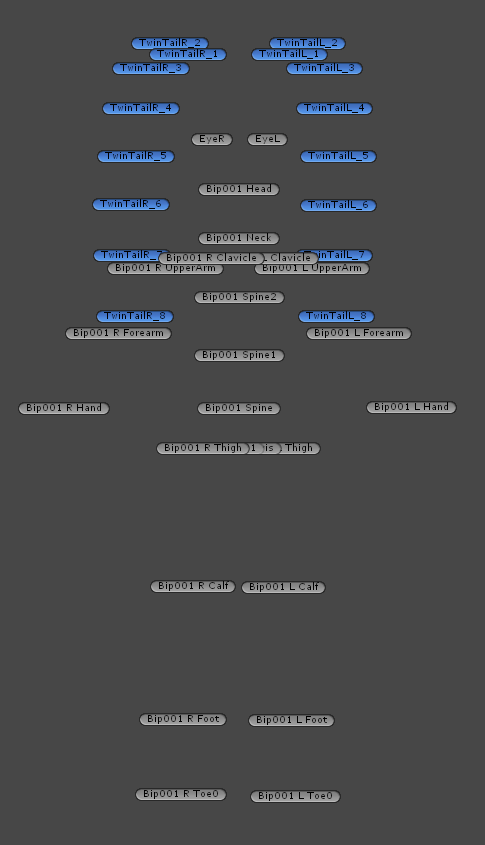 TwinTailR_2
TwinTailL_2
TwinTailR_1
TwinTailL_1
TwinTailR_3
TwinTailL_3
TwinTailR_4
TwinTailL_4
EyeR
EyeL
TwinTailR_5
TwinTailL_5
Bip001 Head
TwinTailR_6
TwinTailL_6
Bip001 Neck
TwinTailR_7
Bip001 R Clavicle
L Clavicle
TwinTailL_7
Bip001 R UpperArm
Bip001 L UpperArm
Bip001 Spine2
TwinTailR_8
TwinTailL_8
Bip001 R Forearm
Bip001 L Forearm
Bip001 Spine1
Bip001 R Hand
Bip001 Spine
Bip001 L Hand
Bip001 R Thigh
1
is
Thigh
Bip001 R Calf
Bip001 L Calf
Bip001 R Foot
Bip001 L Foot
Bip001 R Toe0
Bip001 L Toe0